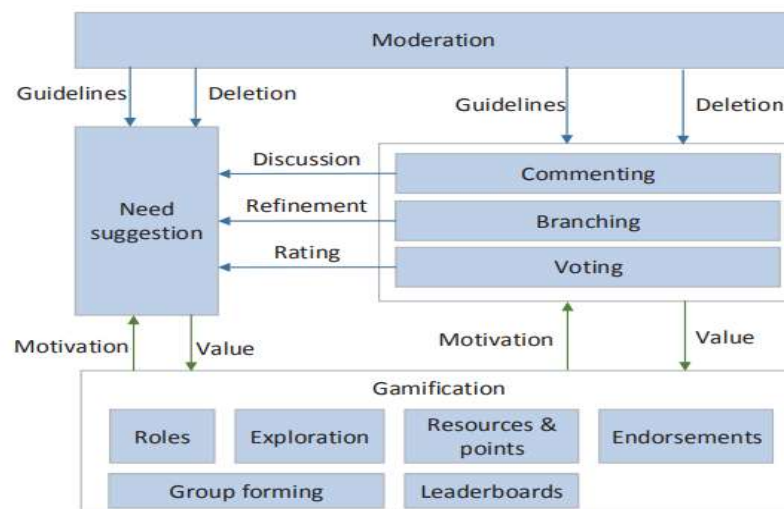 Moderation
Guidelines
Deletion
Guidelines
Deletion
Need
suggestion
Discussion
Refinement
Rating
Commenting
Branching
Voting
Motivation
Value
Motivation
Value
Gamification
Roles
Exploration
Resources &
points
Endorsements
Group forming
Leaderboards